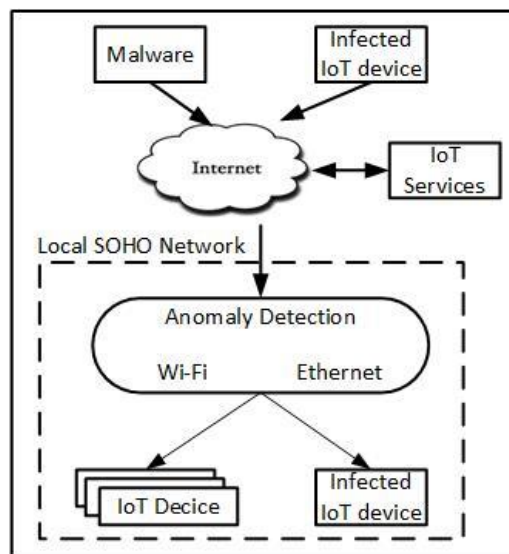 Malware
Infected
IoT device
Internet
IoT
Services
Local SOHO Network
Anomaly Detection
Wi-Fi Ethernet
IoT Decice
Infected
IoT device